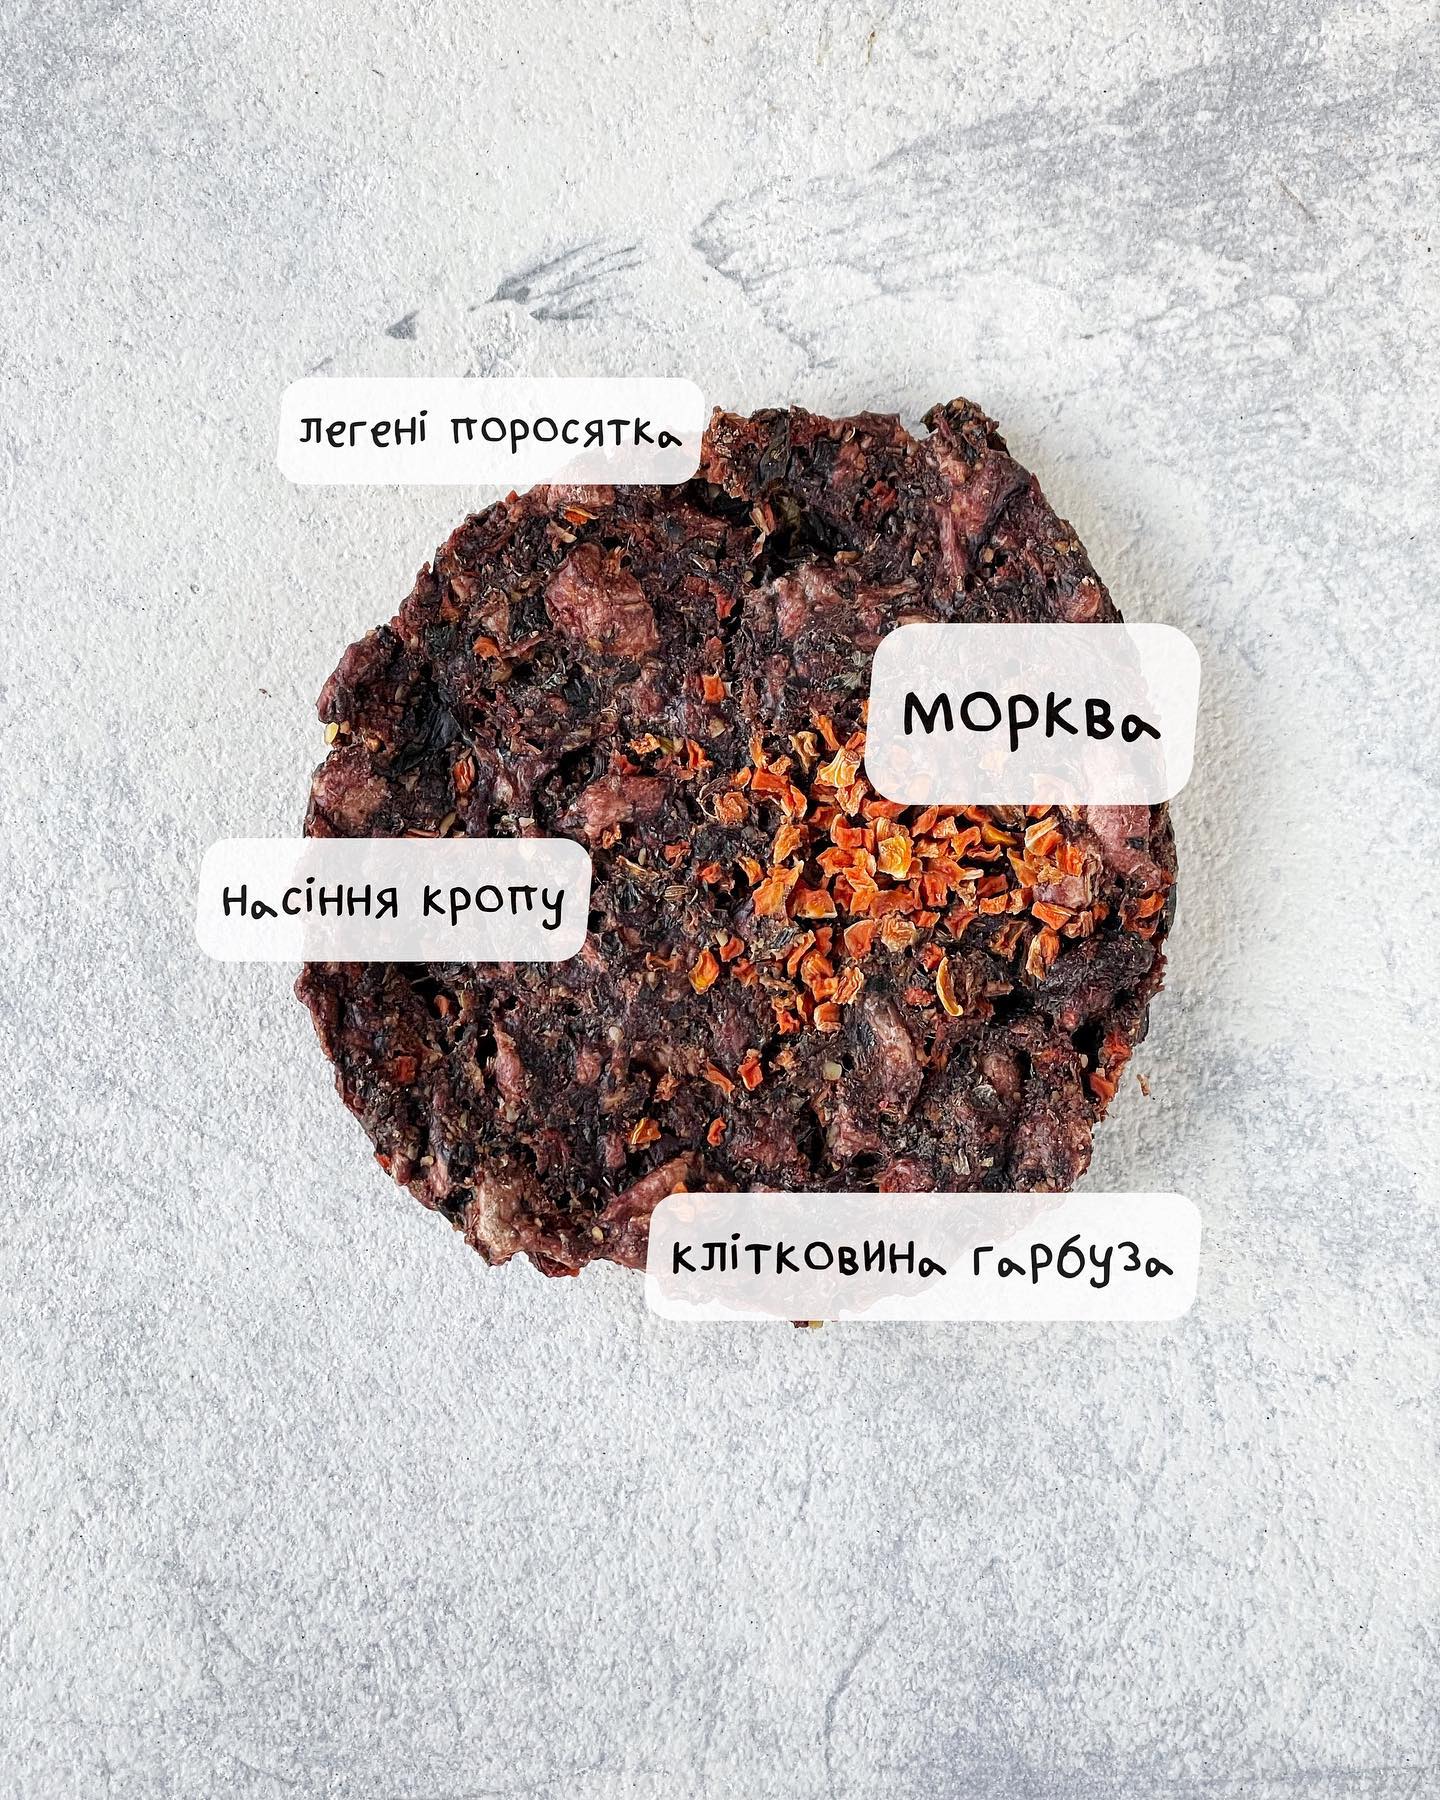 легені поросятка
морква
насіння кропу
клітковина гарбуза